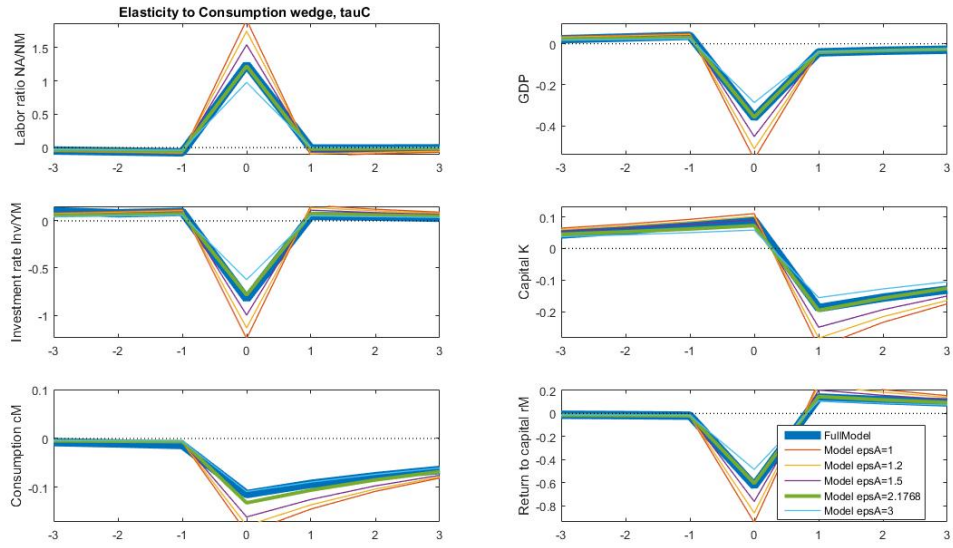 Elasticity to Consumption wedge, tauC
Labor ratio NA/NM
1.5
1
0.5
0
-3 -2 -1 0 1 2 3
GDP
0
-0.2
-0.4
-3 -2 -1 0 1 2 3
Investment rate Inv/YM
0
-0.5
-1
-3 -2 -1 0 1 2 3
Capital K
0.1
0
-0.1
-0.2
-3 -2 -1 0 1 2 3
Consumption cM
0.1
0
-0.1
-3 -2 -1 0 1 2 3
Return to capital rM
0.2
0
-0.2
-0.4
-0.6
-0.8
-3 -2 -1 0 1 2 3
FullModel
Model epsA=1
Model epsA=1.2
Model epsA=1.5
Model epsA=2.1768
Model epsA=3